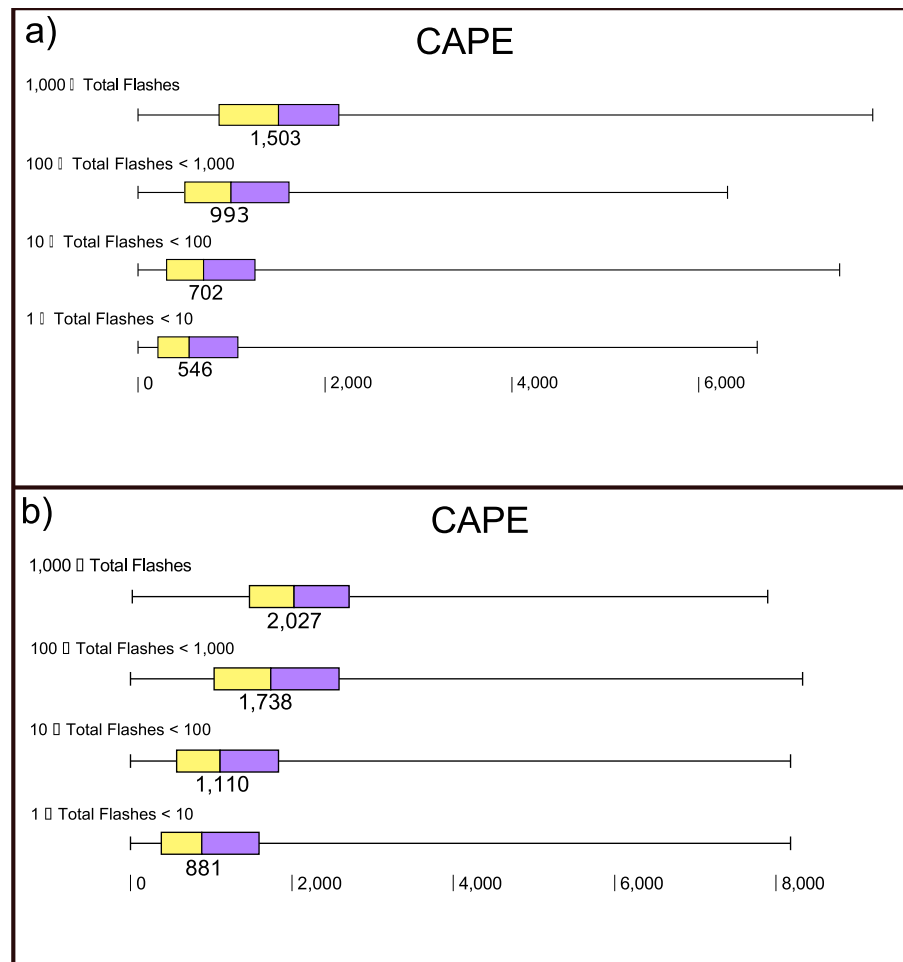 a)
CAPE
1,000 ▯ Total Flashes
1,503
100 ▯ Total Flashes < 1,000
993
10 ▯ Total Flashes < 100
702
1 ▯ Total Flashes < 10
546
|0 |2,000 |4,000 |6,000
b)
CAPE
1,000 ▯ Total Flashes
2,027
100 ▯ Total Flashes < 1,000
1,738
10 ▯ Total Flashes < 100
1,110
1 ▯ Total Flashes < 10
881
|0 |2,000 |4,000 |6,000 |8,000